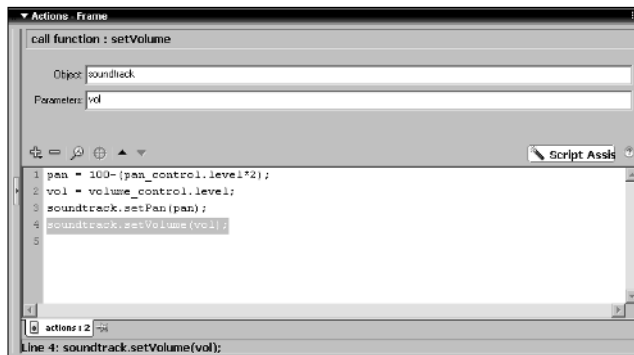 Actions - Frame
call function : setVolume
Object: soundtrack
Parameters: vol
Script Assis
1 pan = 100-(pan_control.level*2);
2 vol = volume_control.level;
3 soundtrack.setPan(pan);
4 soundtrack.setVolume(vol);
5
actions : 2
Line 4: soundtrack.setVolume(vol);